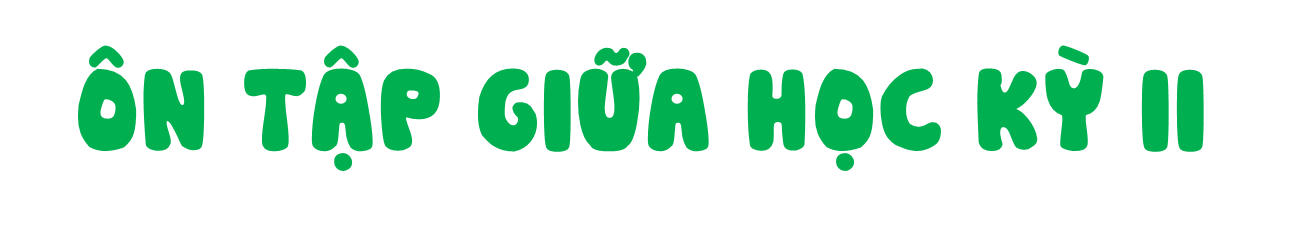 ÔN TẬP GIỮA HỌC KỲ II